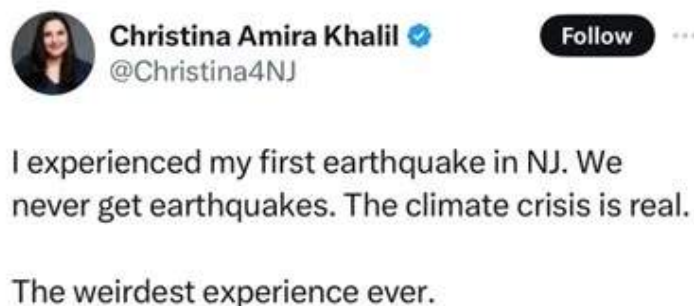 Christina Amira Khalil
Follow
@Christina4NJ
I experienced my first earthquake in NJ. We
never get earthquakes. The climate crisis is real.
The weirdest experience ever.